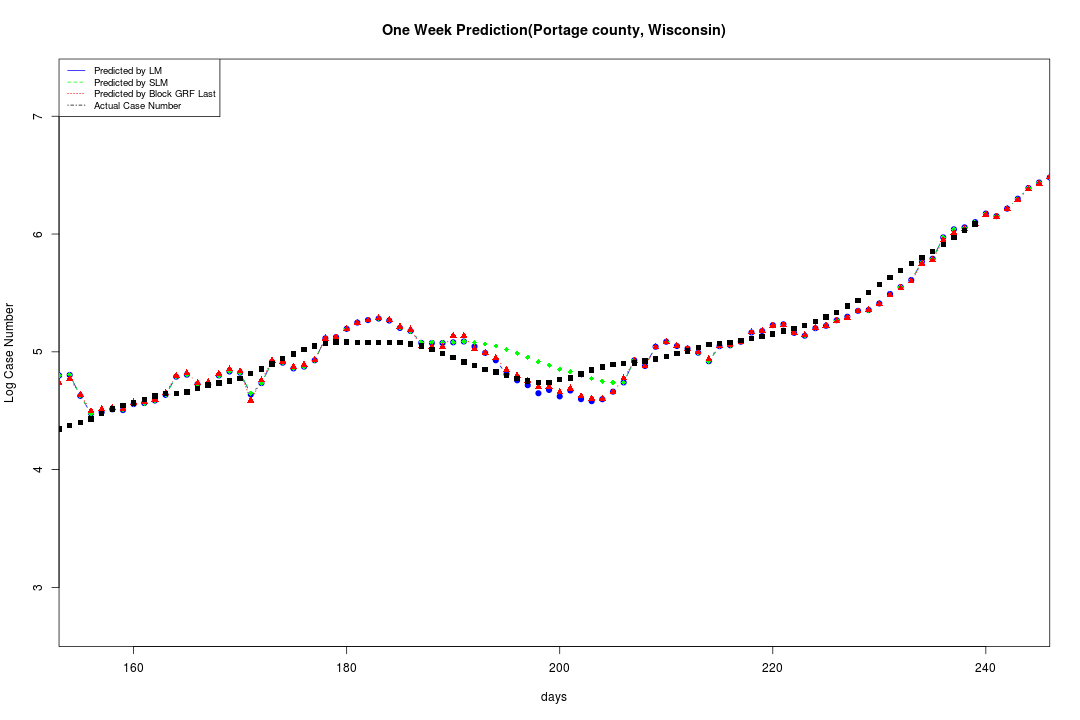 One Week Prediction(Portage county, Wisconsin)
Predicted by LM
Predicted by SLM
Predicted by Block GRF Last
Actual Case Number
7
6
5
4
3
Log Case Number
160 180 200 220 240
days